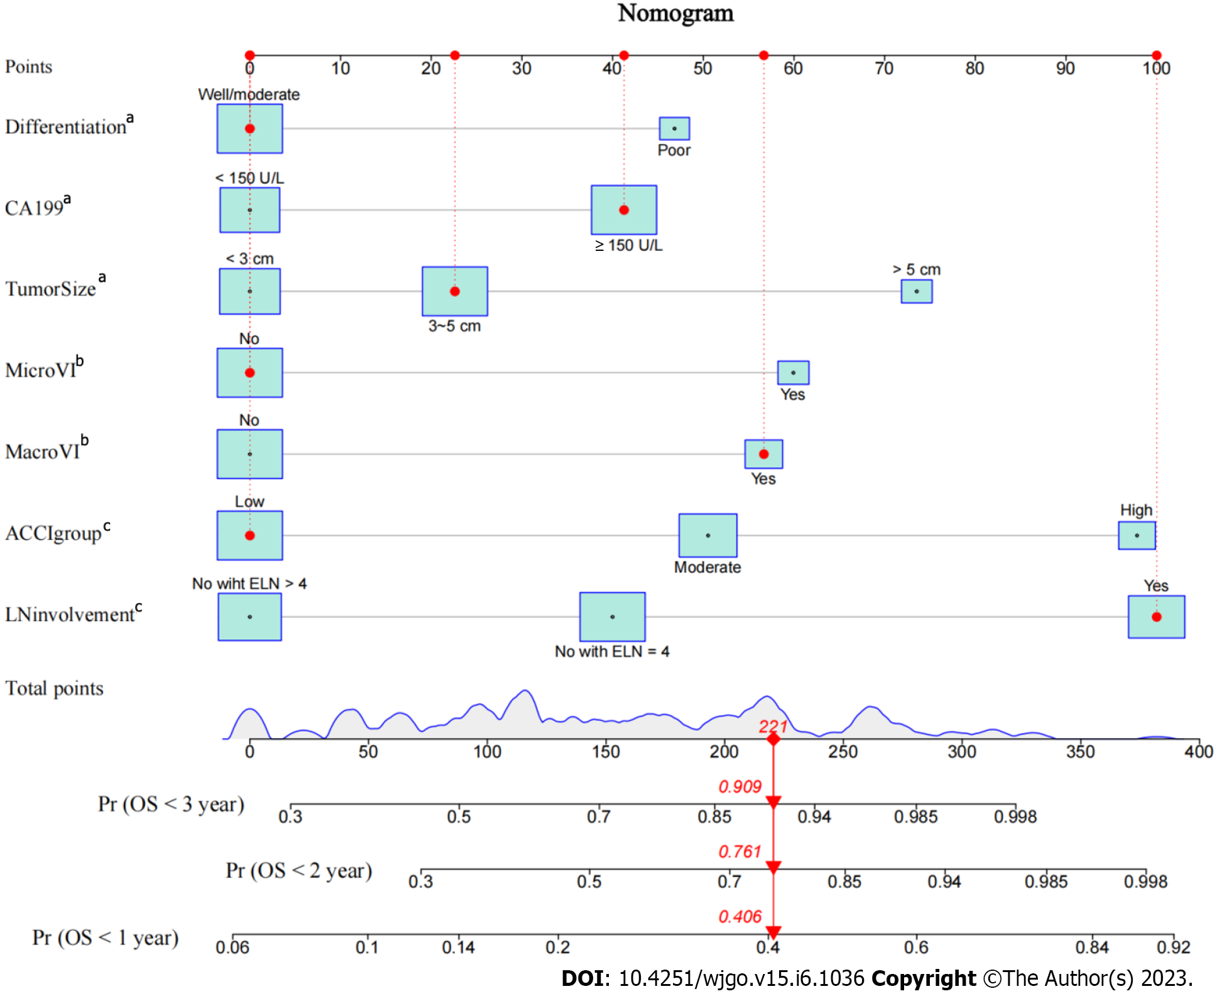 Nomogram
Points
0 10 20 30 40 50 60 70 80 90 100
Well/moderate
Differentiationᵃ
Poor
< 150 U/L
CA199ᵃ
≥ 150 U/L
< 3 cm
> 5 cm
TumorSizeᵃ
3~5 cm
No
MicroVIᵇ
Yes
No
MacroVIᵇ
Yes
Low
High
ACCIgroupᶜ
Moderate
No wiht ELN > 4
Yes
LNinvolvementᶜ
No with ELN = 4
Total points
221
0 50 100 150 200 250 300 350 400
0.909
Pr (OS < 3 year)
0.3 0.5 0.7 0.85 0.94 0.985 0.998
0.761
Pr (OS < 2 year)
0.3 0.5 0.7 0.85 0.94 0.985 0.998
0.406
Pr (OS < 1 year)
0.06 0.1 0.14 0.2 0.4 0.6 0.84 0.92
DOI: 10.4251/wjgo.v15.i6.1036 Copyright ©The Author(s) 2023.